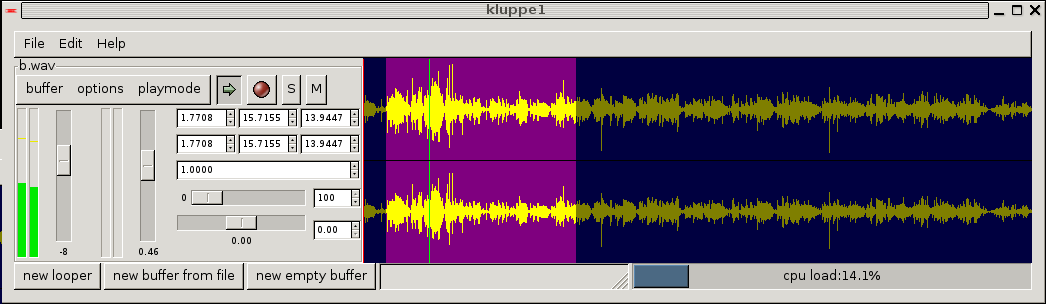 kluppe1
File Edit Help
b.wav
buffer options playmode S M
1.7708 15.7155 13.9447
1.7708 15.7155 13.9447
1.0000
0 100
0.00
0.00
-8 0.46
new looper new buffer from file new empty buffer cpu load:14.1%